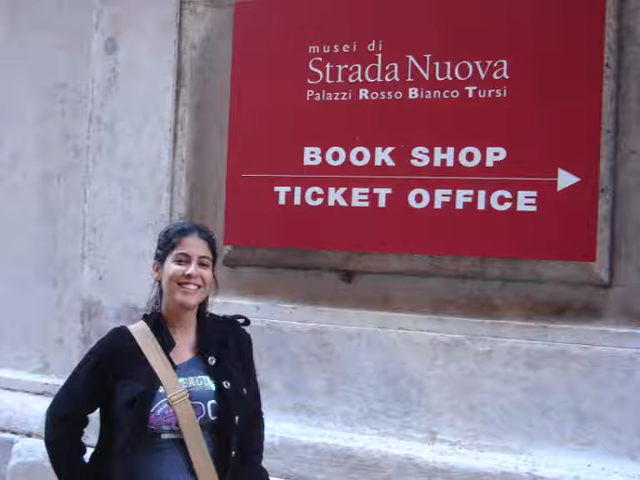 musei di
Strada Nuova
Palazzi Rosso Bianco Tursi
BOOK SHOP
TICKET OFFICE